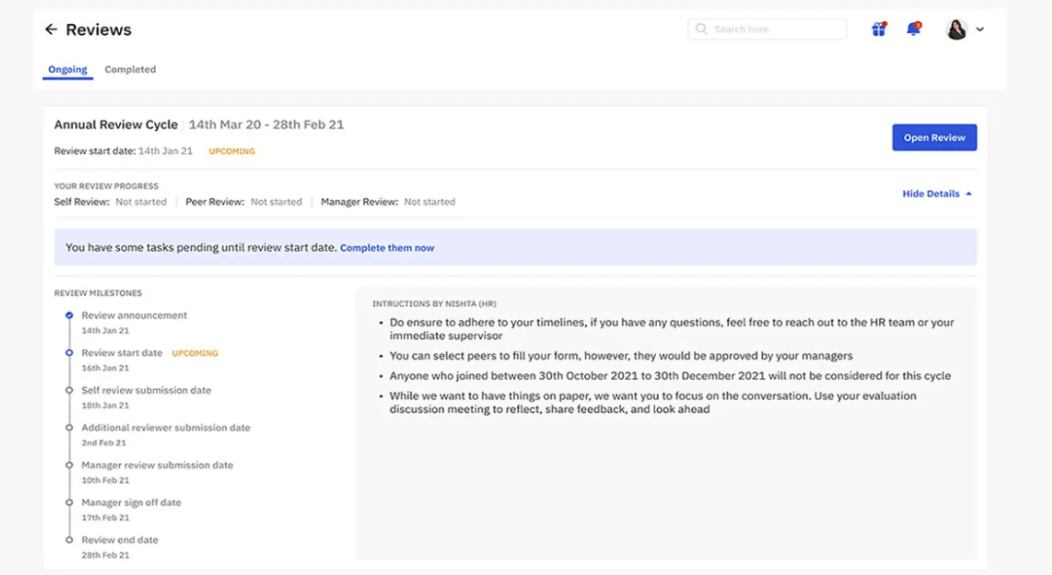 Reviews
Search here
Ongoing
Completed
Annual Review Cycle | 14th Mar 20 - 28th Feb 21
Open Review
Review start date: 14th Jan 21 UPCOMING
YOUR REVIEW PROGRESS
Self Review: Not started | Peer Review: Not started | Manager Review: Not started
Hide Details
You have some tasks pending until review start date. Complete them now
REVIEW MILESTONES
Review announcement
14th Jan 21
Review start date UPCOMING
16th Jan 21
Self review submission date
18th Jan 21
Additional reviewer submission date
2nd Feb 21
Manager review submission date
10th Feb 21
Manager sign off date
17th Feb 21
Review end date
28th Feb 21
INTRUCTIONS BY NISHTA (HR)
• Do ensure to adhere to your timelines, if you have any questions, feel free to reach out to the HR team or your
immediate supervisor
• You can select peers to fill your form, however, they would be approved by your managers
• Anyone who joined between 30th October 2021 to 30th December 2021 will not be considered for this cycle
• While we want to have things on paper, we want you to focus on the conversation. Use your evaluation
discussion meeting to reflect, share feedback, and look ahead